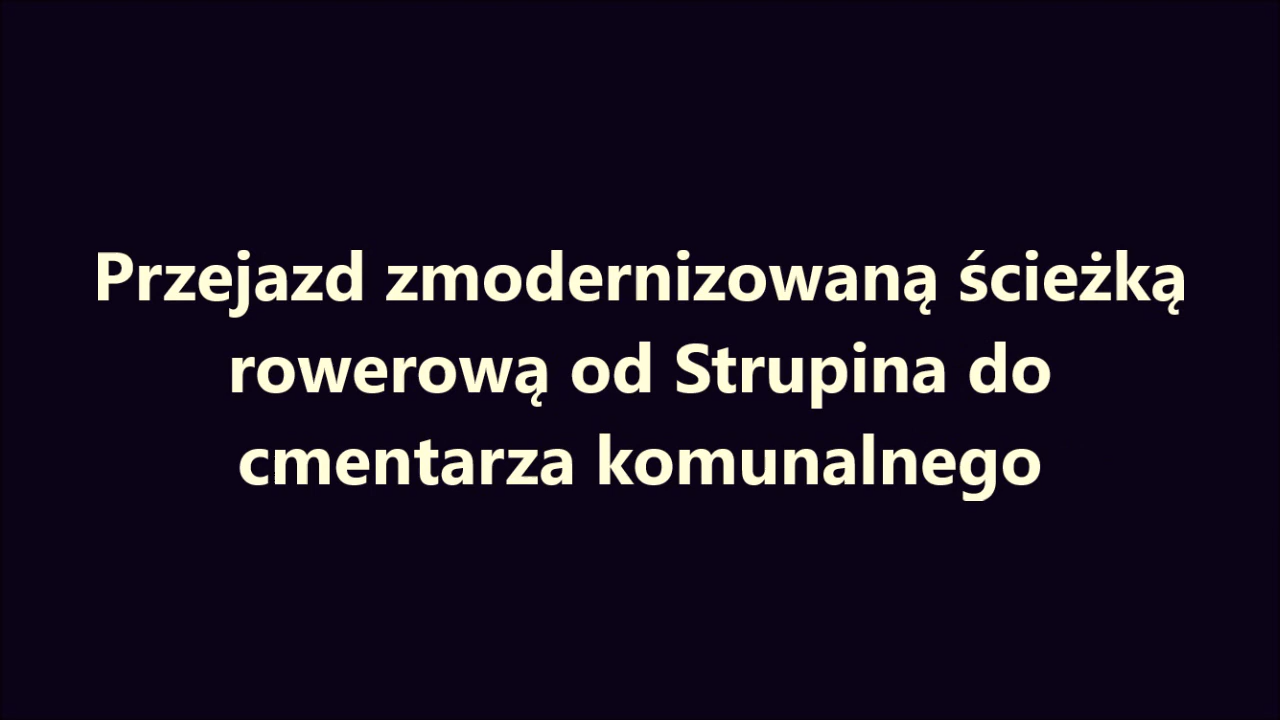 Przejazd zmodernizowaną ścieżką
rowerową od Strupina do
cmentarza komunalnego